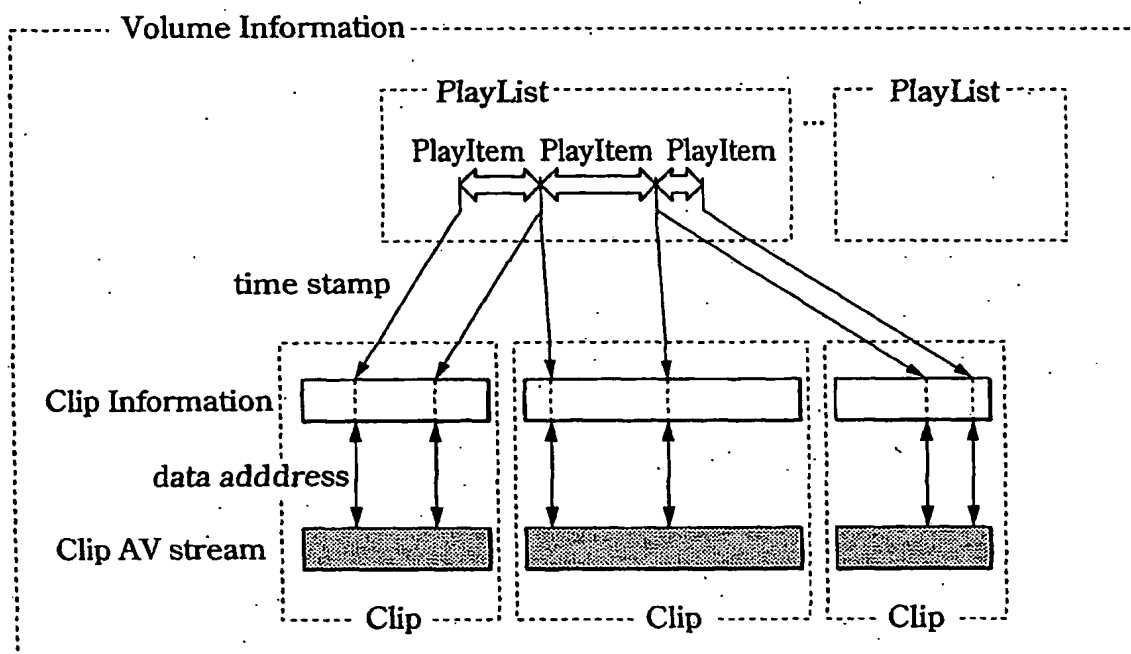 Volume Information
PlayList
PlayList
...
PlayItem PlayItem PlayItem
time stamp
Clip Information
data adddress
Clip AV stream
Clip
Clip
Clip